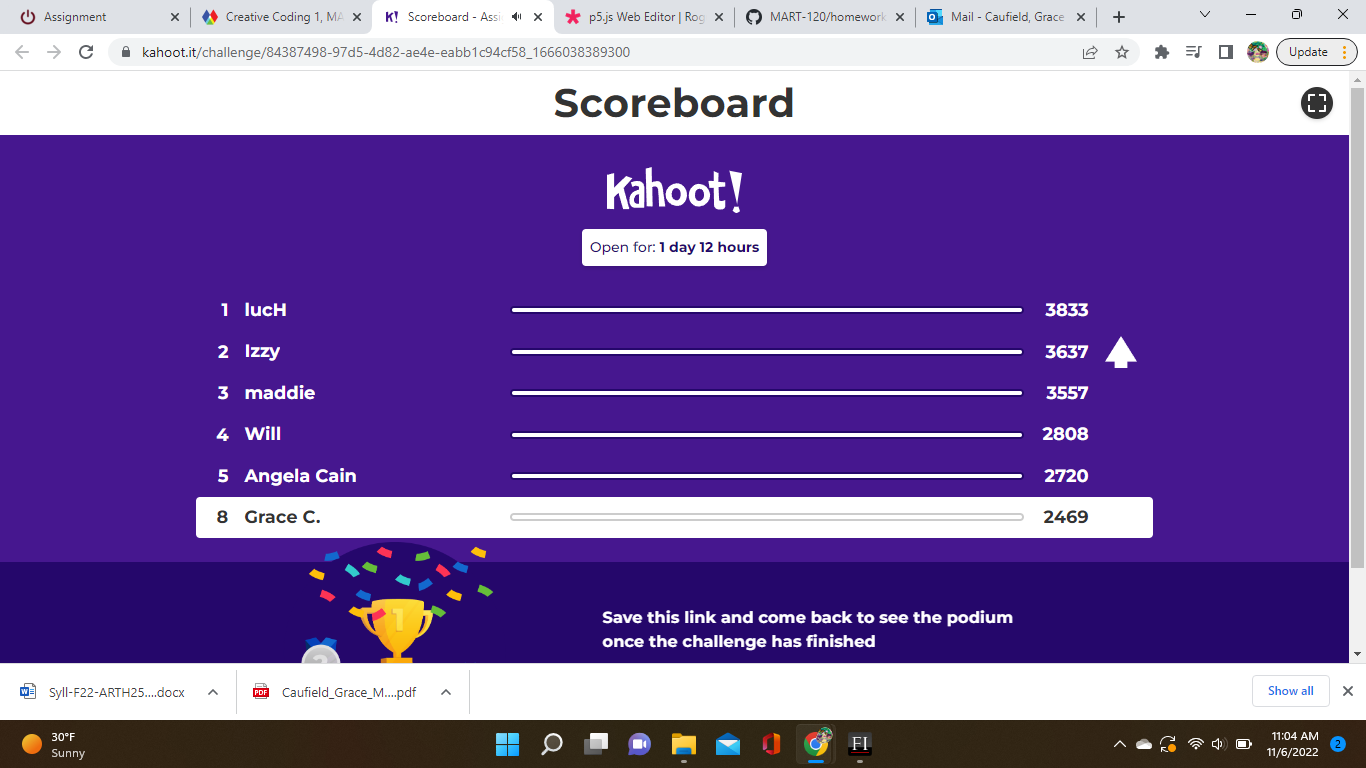 Assignment
Creative Coding 1, MA
Scoreboard - Assi
p5.js Web Editor | Rog
MART-120/homework
Mail - Caufield, Grace
kahoot.it/challenge/84387498-97d5-4d82-ae4e-eabb1c94cf58_1666038389300
Update
Scoreboard
Kahoot!
Open for: 1 day 12 hours
1 lucH 3833
2 Izzy 3637
3 maddie 3557
4 Will 2808
5 Angela Cain 2720
8 Grace C. 2469
1
2
Save this link and come back to see the podium
once the challenge has finished
Syll-F22-ARTH25....docx
PDF
Caufield_Grace_M....pdf
Show all
30°F
Sunny
FI
11:04 AM
11/6/2022
2